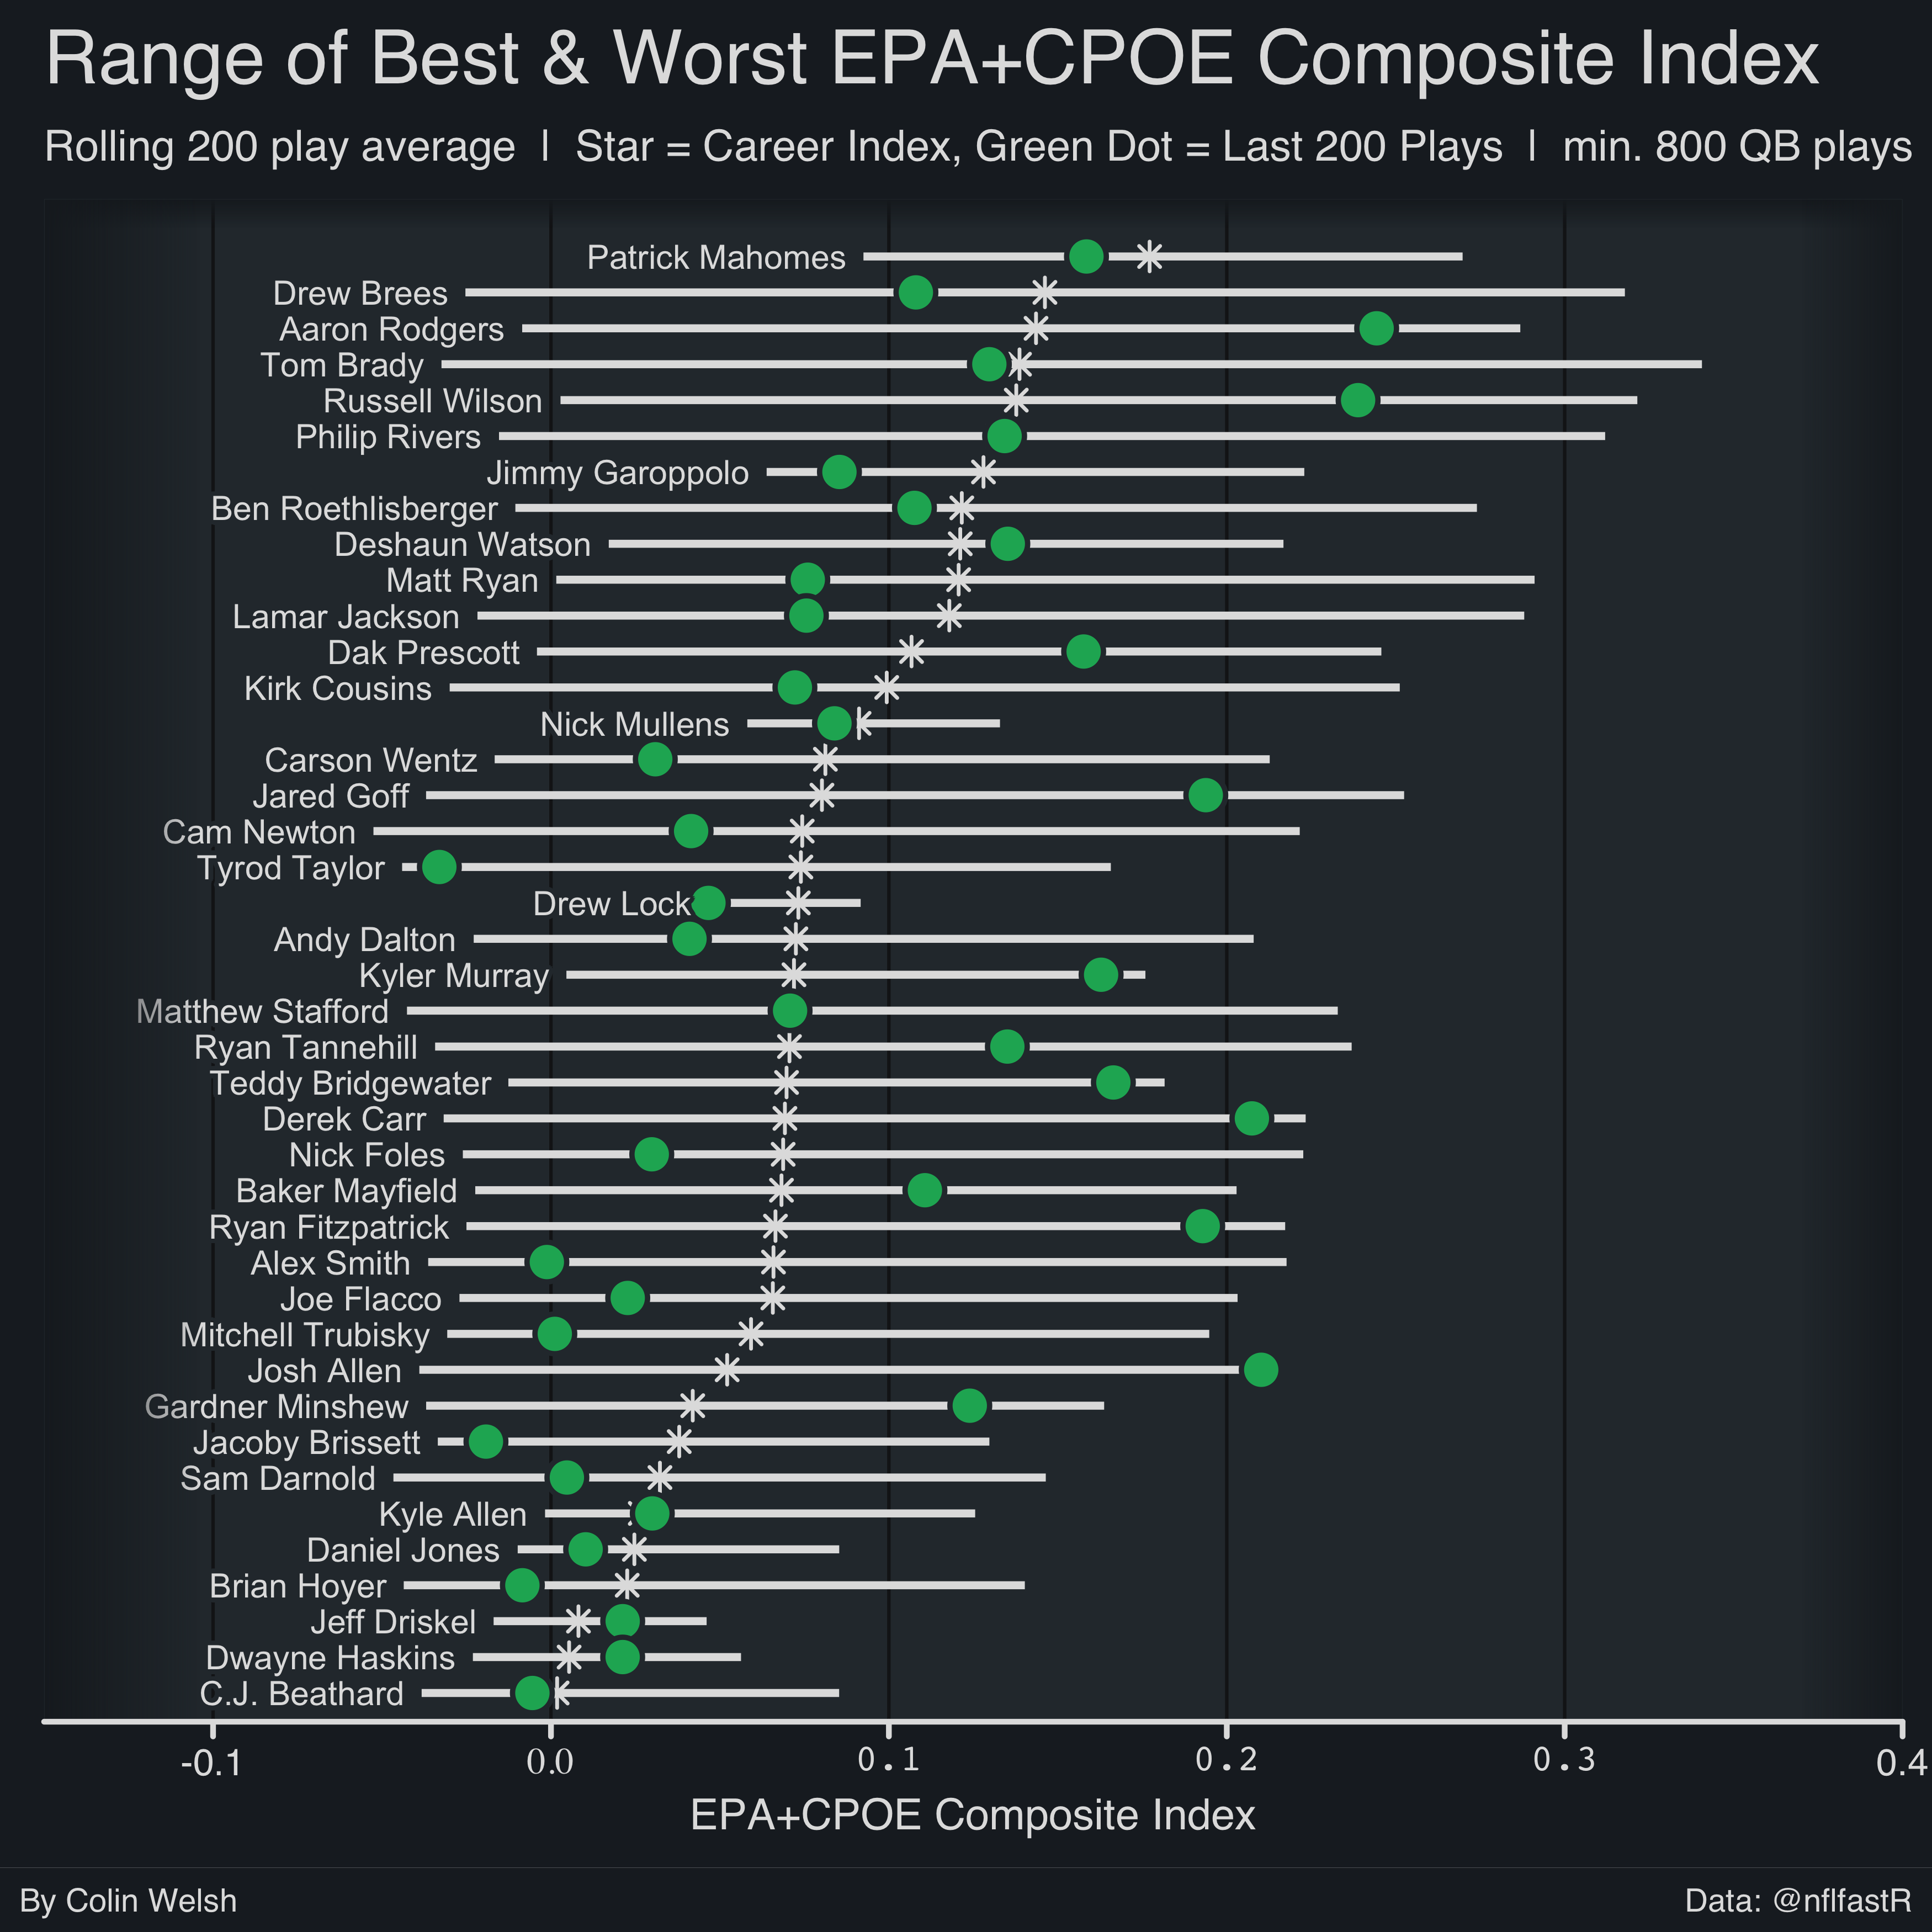 Range of Best & Worst EPA+CPOE Composite Index
Rolling 200 play average | Star = Career Index, Green Dot = Last 200 Plays | min. 800 QB plays
Patrick Mahomes
Drew Brees
Aaron Rodgers
Tom Brady
Russell Wilson
Philip Rivers
Jimmy Garoppolo
Ben Roethlisberger
Deshaun Watson
Matt Ryan
Lamar Jackson
Dak Prescott
Kirk Cousins
Nick Mullens
Carson Wentz
Jared Goff
Cam Newton
Tyrod Taylor
Drew Lock
Andy Dalton
Kyler Murray
Matthew Stafford
Ryan Tannehill
Teddy Bridgewater
Derek Carr
Nick Foles
Baker Mayfield
Ryan Fitzpatrick
Alex Smith
Joe Flacco
Mitchell Trubisky
Josh Allen
Gardner Minshew
Jacoby Brissett
Sam Darnold
Kyle Allen
Daniel Jones
Brian Hoyer
Jeff Driskel
Dwayne Haskins
C.J. Beathard
-0.1 0.0 0.1 0.2 0.3 0.4
EPA+CPOE Composite Index
By Colin Welsh
Data: @nflfastR